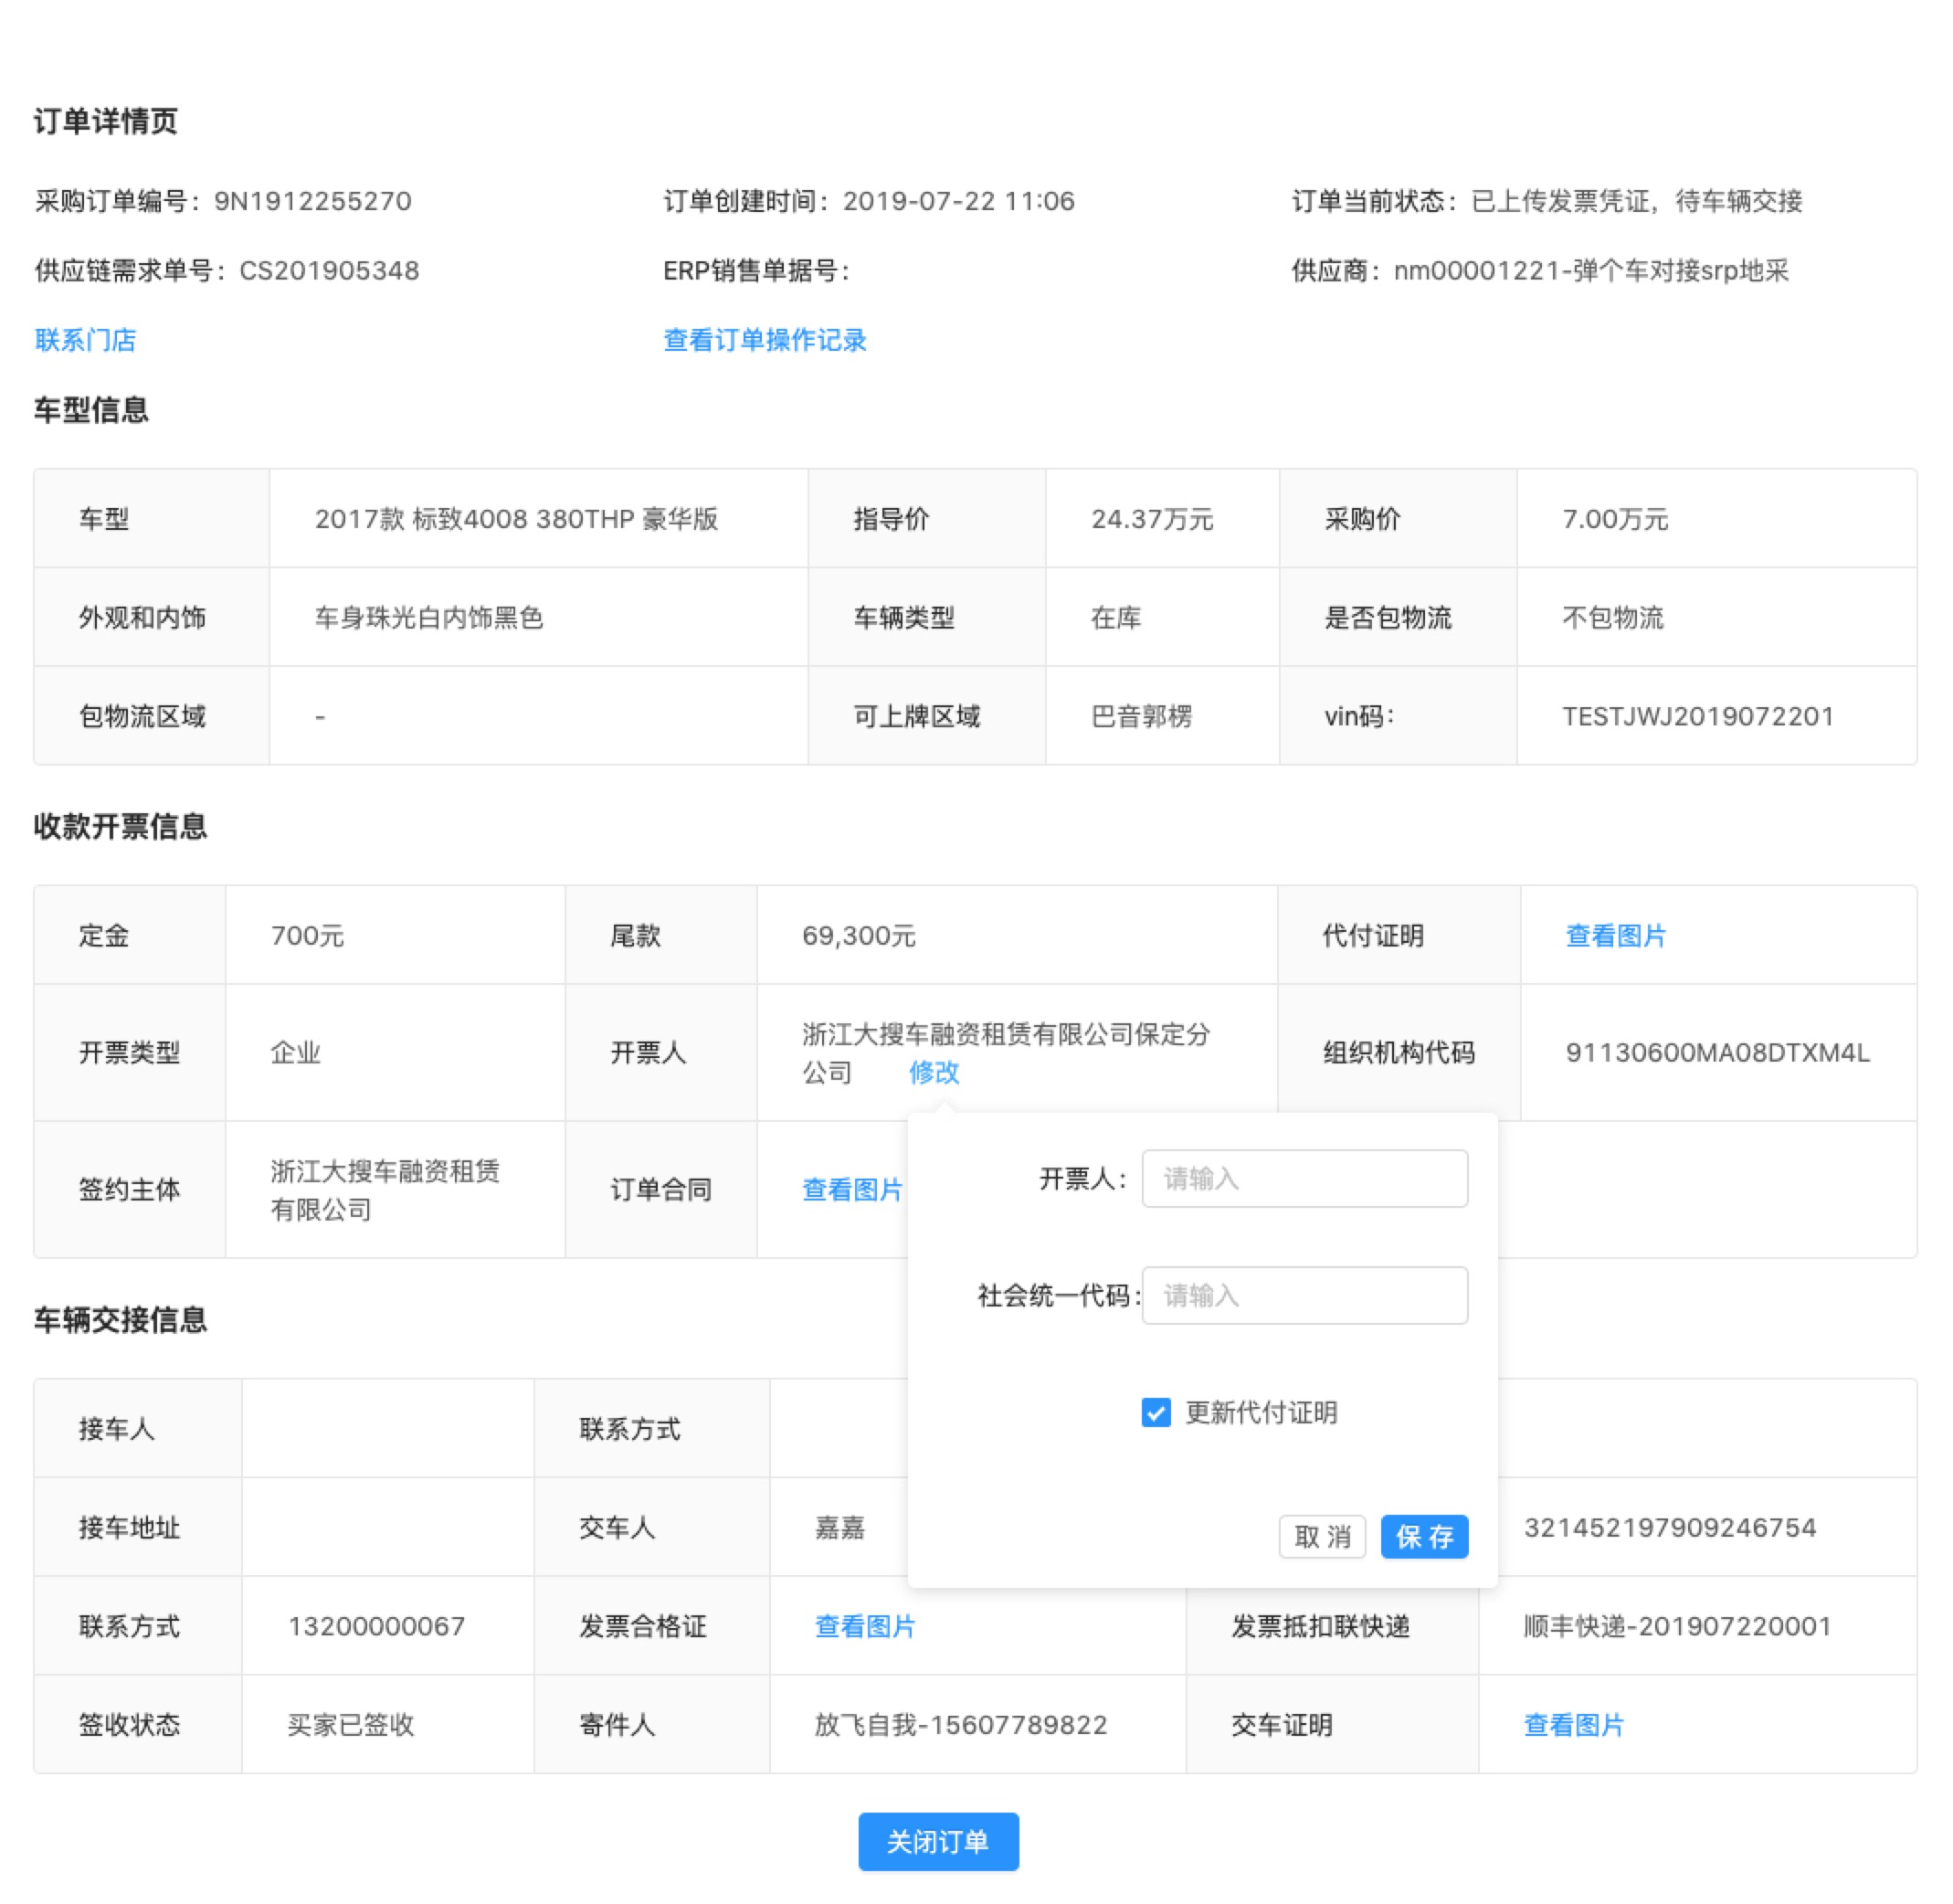 订单详情页
采购订单编号：9N1912255270 订单创建时间：2019-07-22 11:06 订单当前状态：已上传发票凭证，待车辆交接
供应链需求单号：CS201905348 ERP销售单据号： 供应商：nm00001221-弹个车对接srp地采
联系门店 查看订单操作记录
车型信息
车型 2017款 标致4008 380THP 豪华版 指导价 24.37万元 采购价 7.00万元
外观和内饰 车身珠光白内饰黑色 车辆类型 在库 是否包物流 不包物流
包物流区域 - 可上牌区域 巴音郭楞 vin码： TESTJWJ2019072201
收款开票信息
定金 700元 尾款 69,300元 代付证明 查看图片
开票类型 企业 开票人 浙江大搜车融资租赁有限公司保定分
公司 修改 组织机构代码 91130600MA08DTXM4L
签约主体 浙江大搜车融资租赁
有限公司 订单合同 查看图片
开票人： 请输入
社会统一代码： 请输入
更新代付证明
取 消 保 存
车辆交接信息
接车人 联系方式
接车地址 交车人 嘉嘉 321452197909246754
联系方式 13200000067 发票合格证 查看图片 发票抵扣联快递 顺丰快递-201907220001
签收状态 买家已签收 寄件人 放飞自我-15607789822 交车证明 查看图片
关闭订单